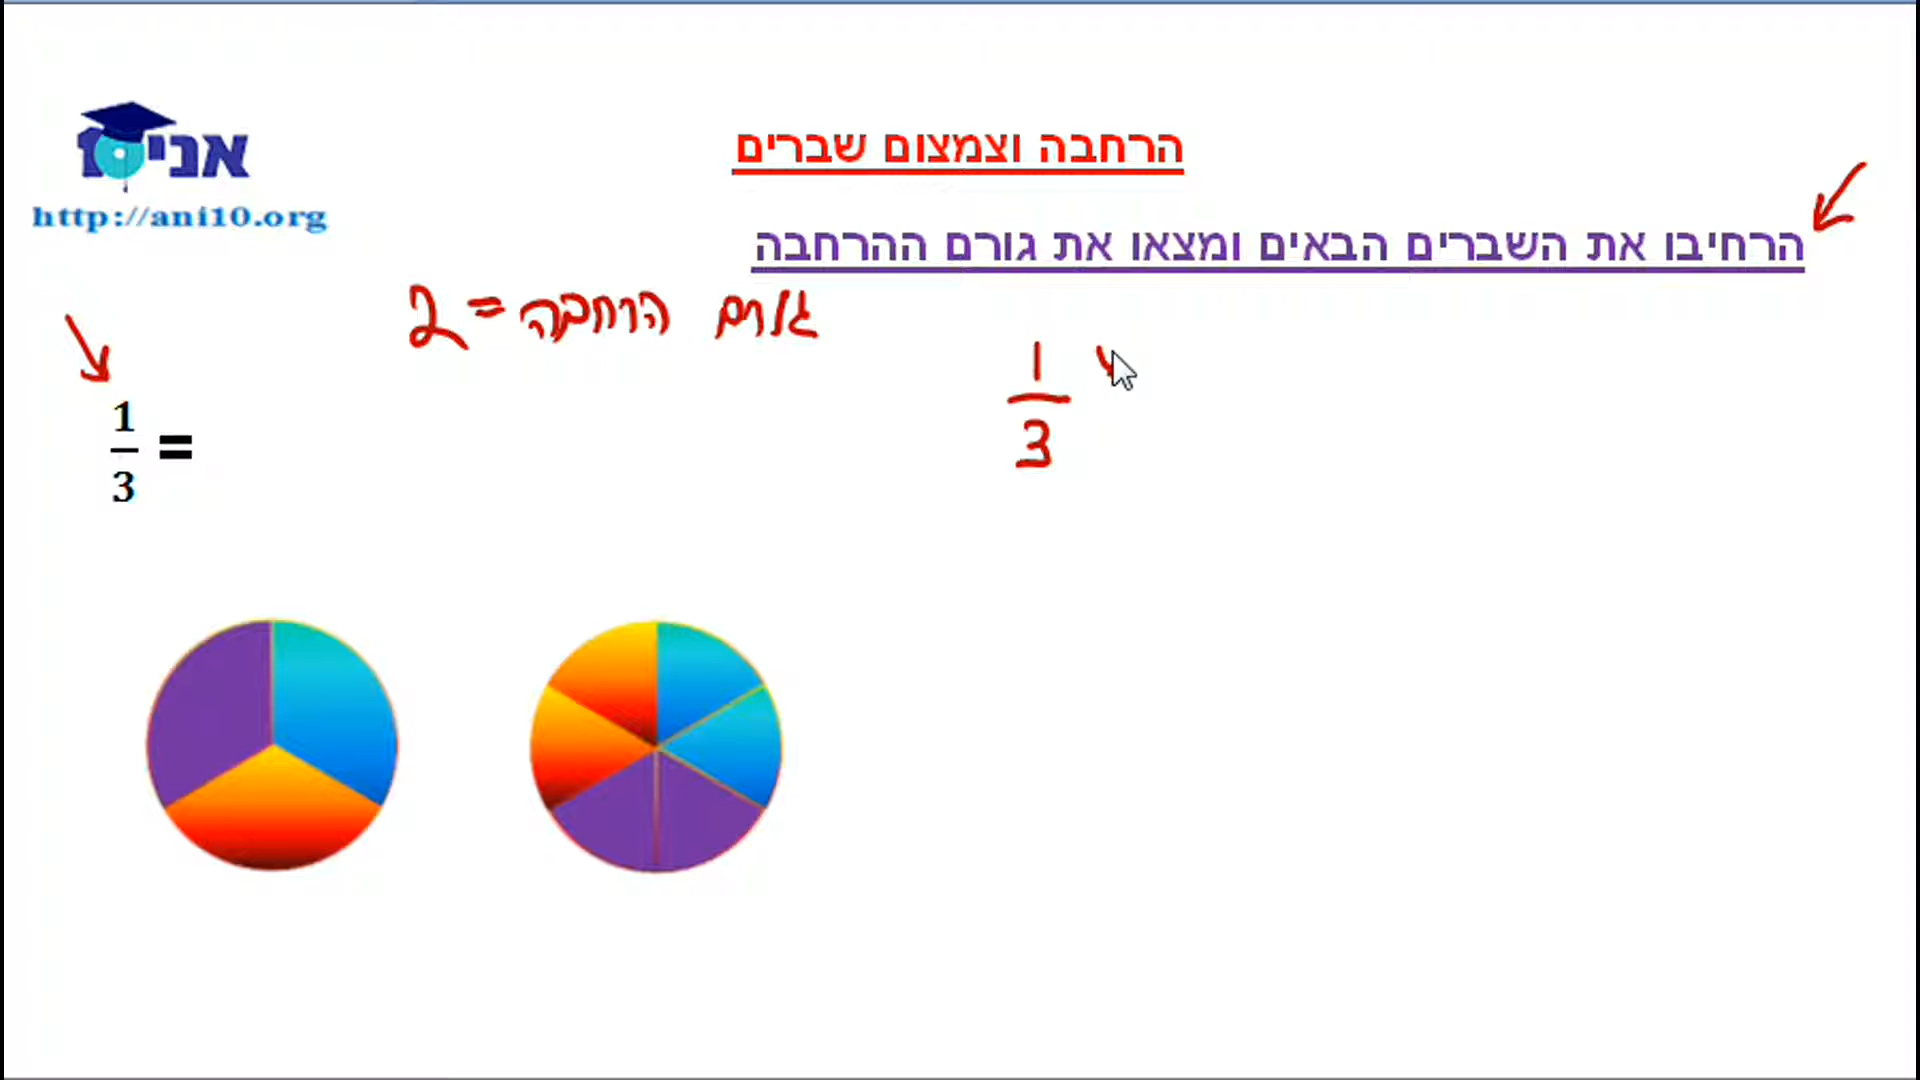 הרחבה וצמצום שברים
אני10
http://ani10.org
הרחיבו את השברים הבאים ומצאו את גורם ההרחבה
גורם הרחבה = 2
1
3
1
3 =